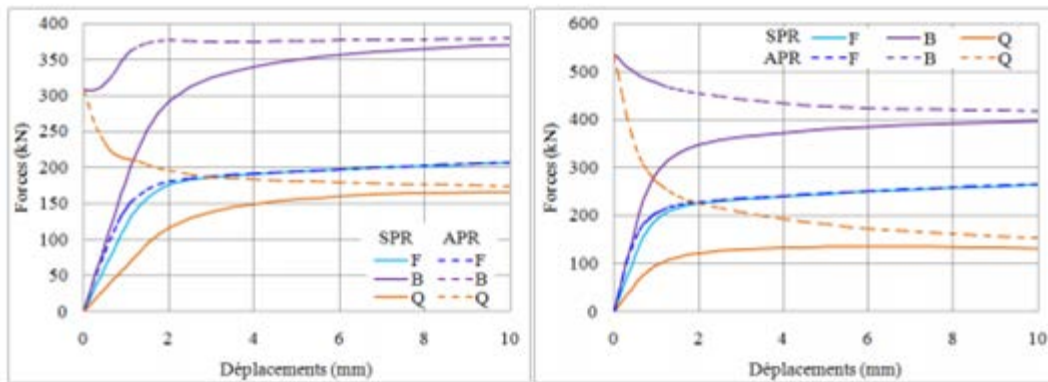 400
350
300
250
200
150
100
50
0
Forces (kN)
SPR APR
F F
B B
Q Q
0 2 4 6 8 10
Déplacements (mm)
600
500
400
300
200
100
0
Forces (kN)
SPR F B Q
APR F B Q
0 2 4 6 8 10
Déplacements (mm)